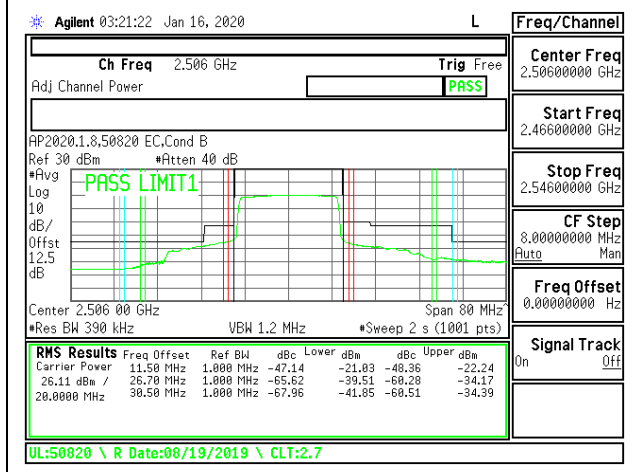 Agilent 03:21:22 Jan 16, 2020 L
Freq/Channel
Ch Freq 2.506 GHz Trig Free
Adj Channel Power PASS
Center Freq
2.50600000 GHz
Start Freq
2.46600000 GHz
Stop Freq
2.54600000 GHz
CF Step
8.00000000 MHz
Auto Man
Freq Offset
0.00000000 Hz
Signal Track
On Off
AP2020.1.8,50820 EC,Cond B
Ref 30 dBm #Atten 40 dB
#Avg
Log
10
dB/
Offst
12.5
dB
PASS LIMIT1
Center 2.506 00 GHz Span 80 MHz^
#Res BW 390 kHz VBW 1.2 MHz #Sweep 2 s (1001 pts)
RMS Results Freq Offset Ref BW dBc Lower dBm dBc Upper dBm
Carrier Power 11.50 MHz 1.000 MHz -47.14 -21.03 -48.36 -22.24
26.11 dBm / 26.70 MHz 1.000 MHz -65.62 -39.51 -60.28 -34.17
20.0000 MHz 30.50 MHz 1.000 MHz -67.96 -41.85 -60.51 -34.39
UL:50820 \ R Date:08/19/2019 \ CLT:2.7